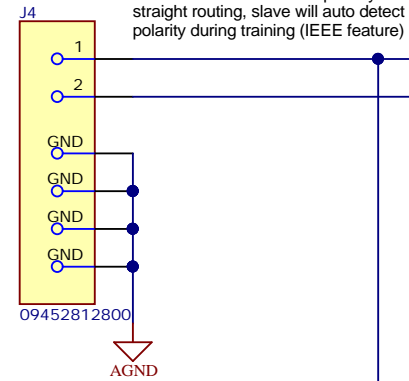 straight routing, slave will auto detect
polarity during training (IEEE feature)
J4
1
2
GND
GND
GND
GND
09452812800
AGND